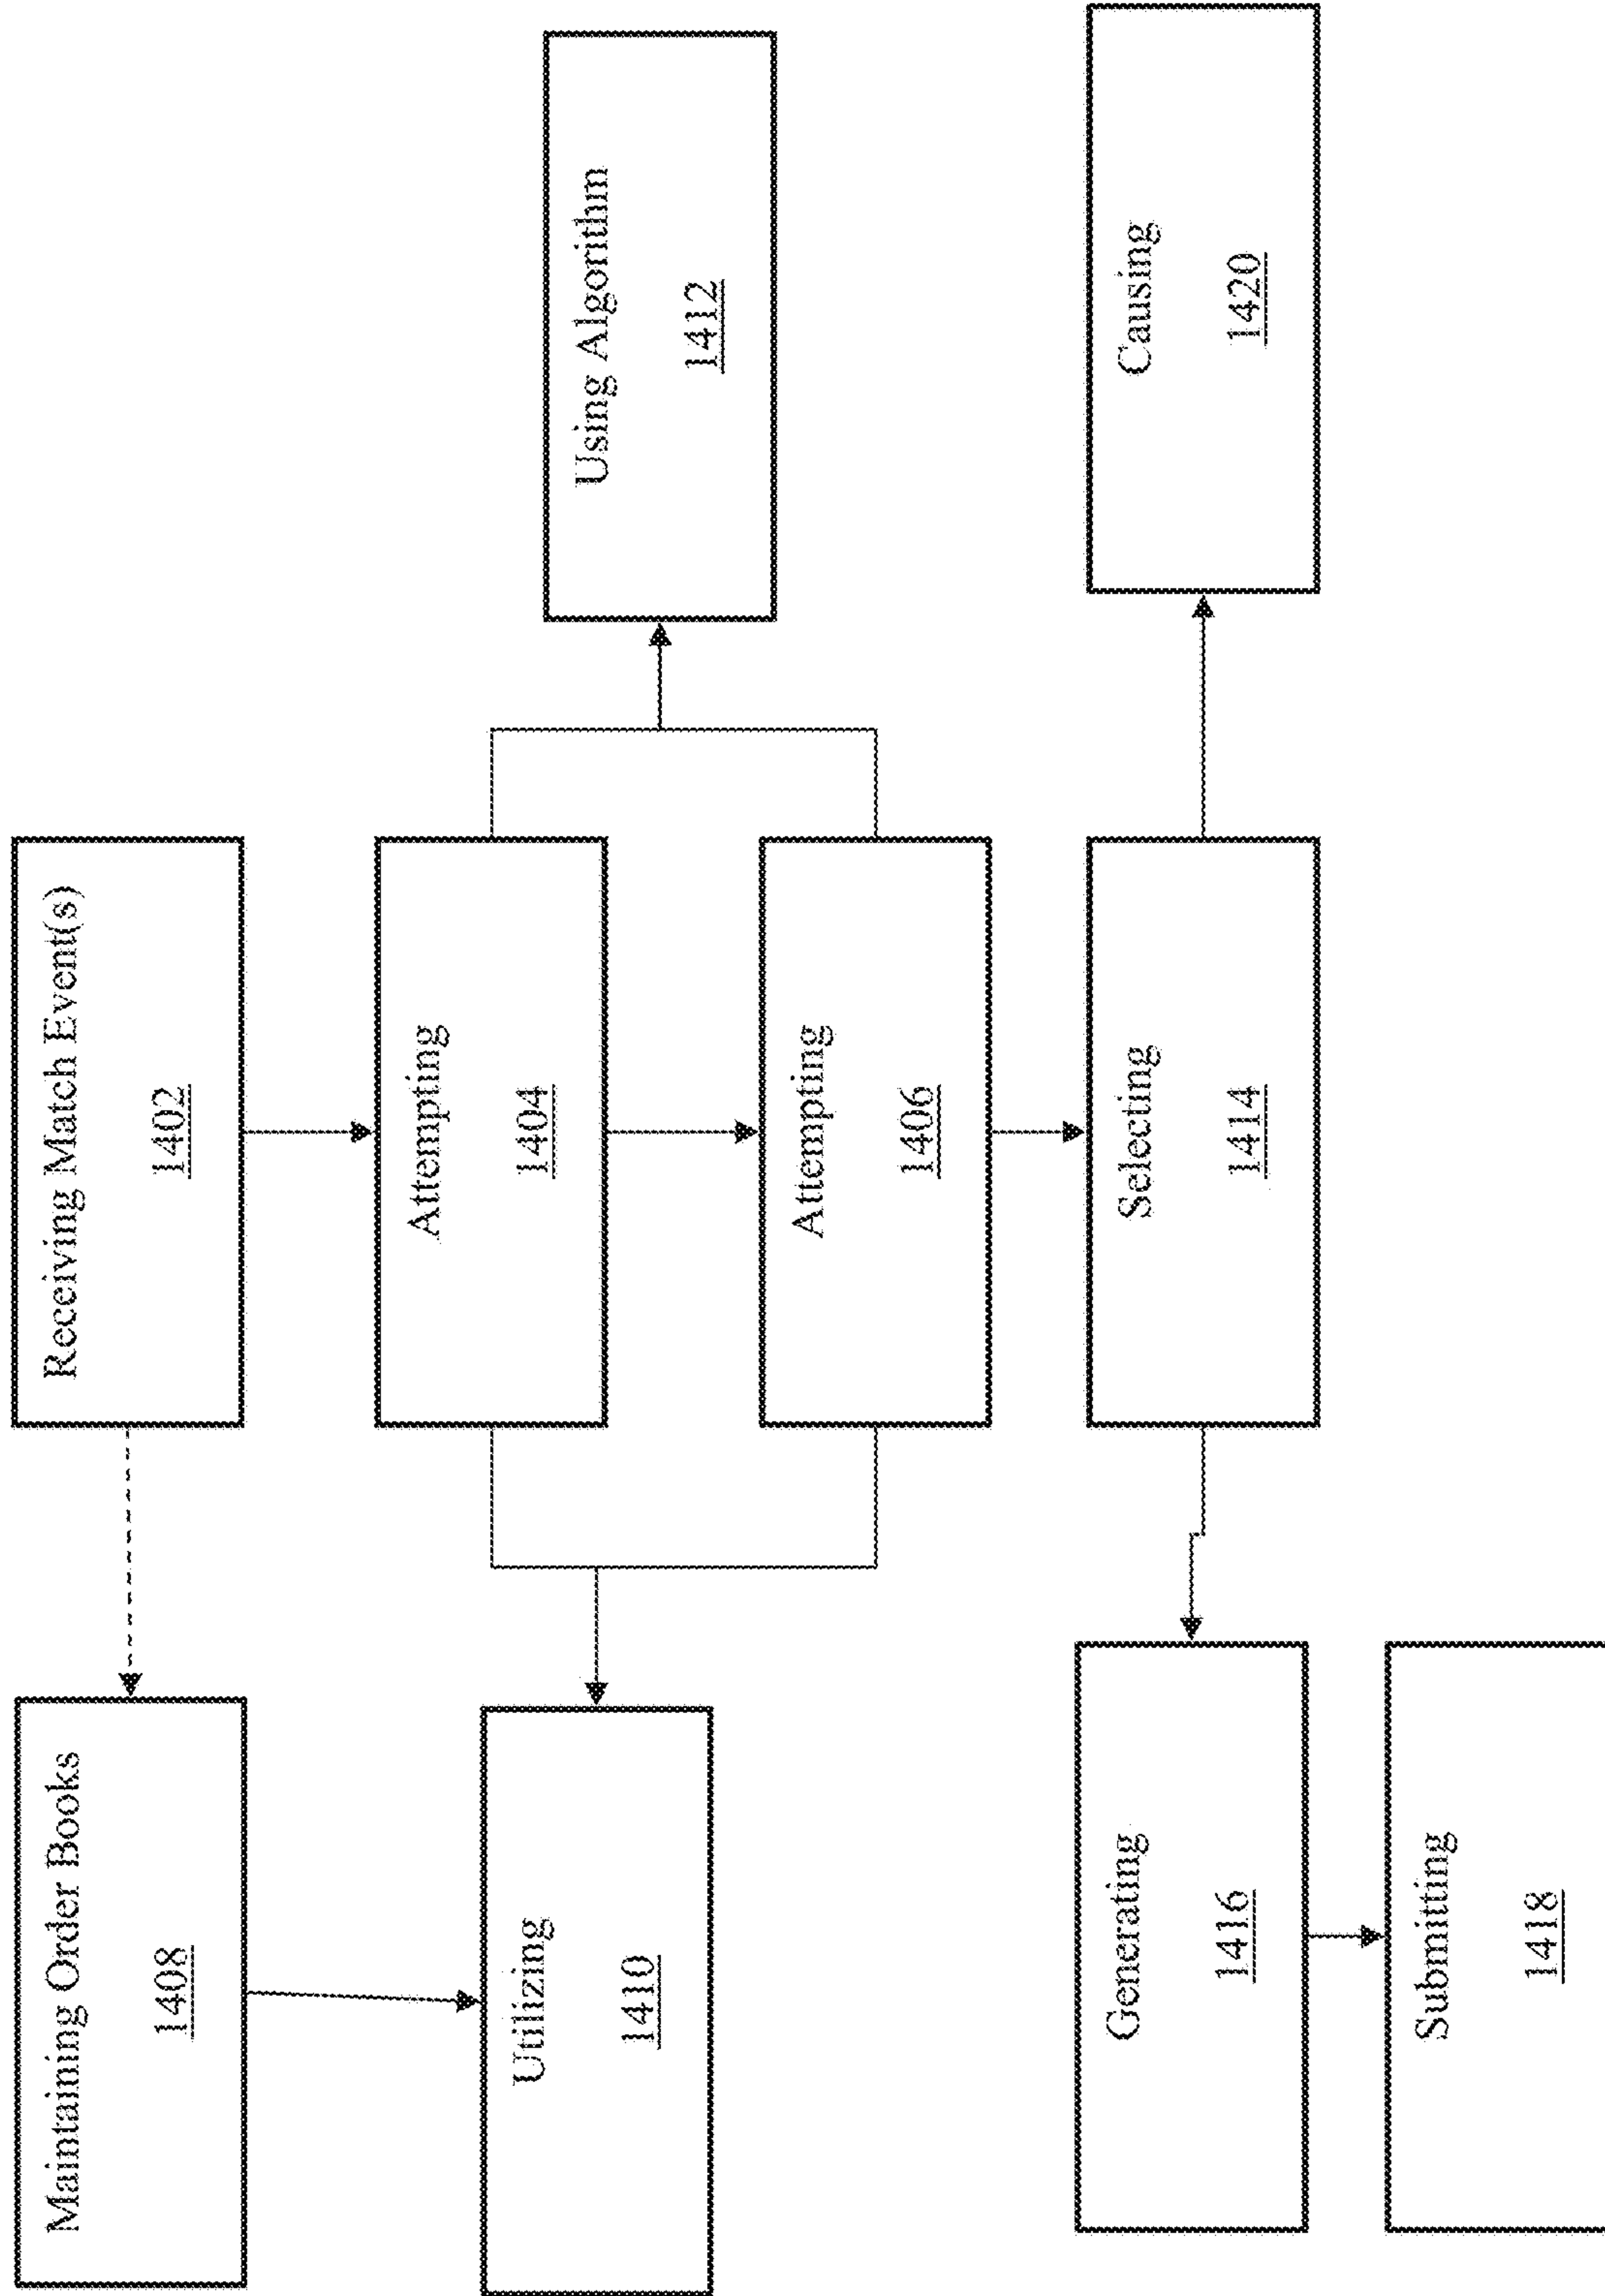 Maintaining Order Books
1408
Receiving Match Event(s)
1402
Attempting
1404
Utilizing
1410
Using Algorithm
1412
Attempting
1406
Generating
1416
Selecting
1414
Causing
1420
Submitting
1418